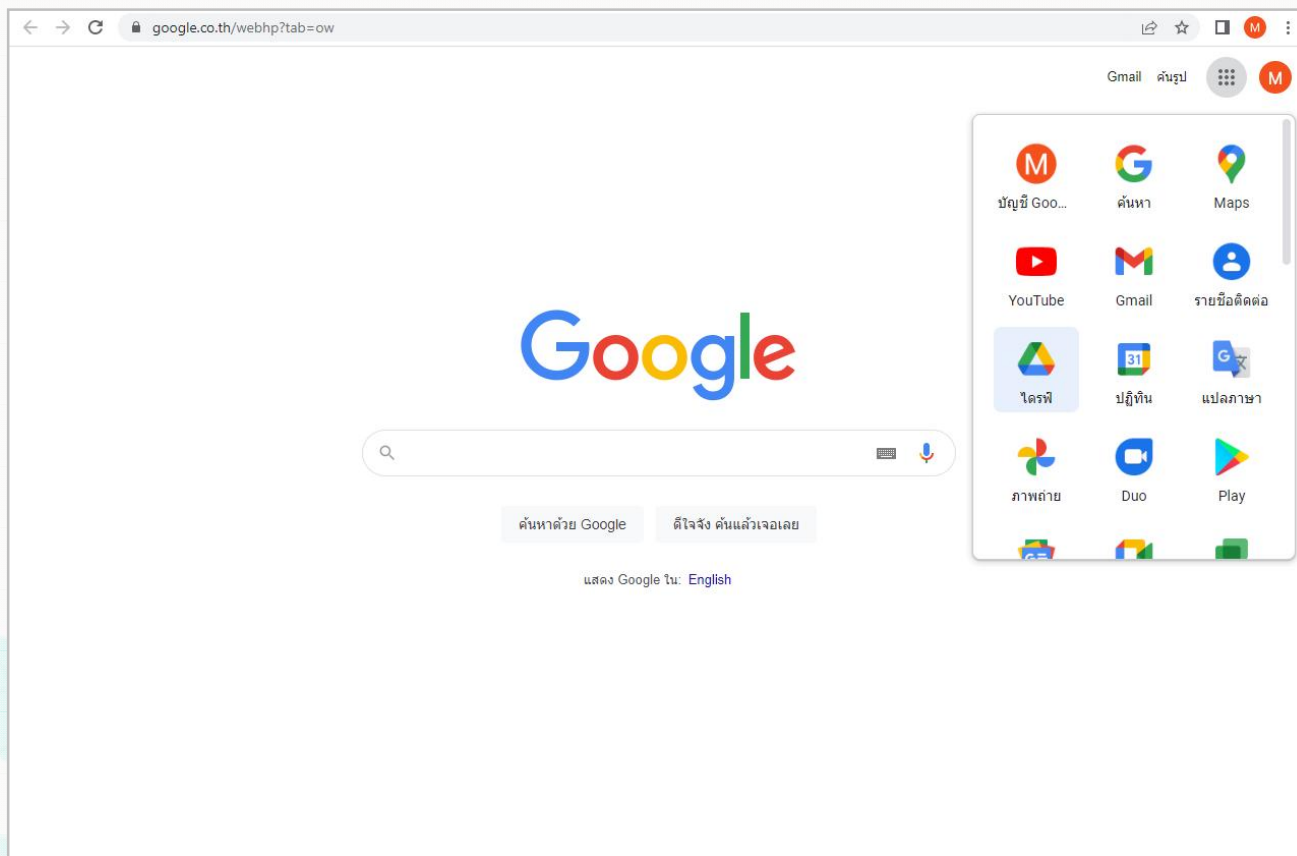 google.co.th/webhp?tab=ow
M
Gmail ค้นรูป
M
M
บัญชี Goo... ค้นหา Maps
YouTube Gmail รายชื่อติดต่อ
31
G
ไดรฟ์ ปฏิทิน แปลภาษา
ภาพถ่าย Duo Play
Google
ค้นหาด้วย Google ดีใจจัง ค้นแล้วเจอเลย
แสดง Google ใน: English